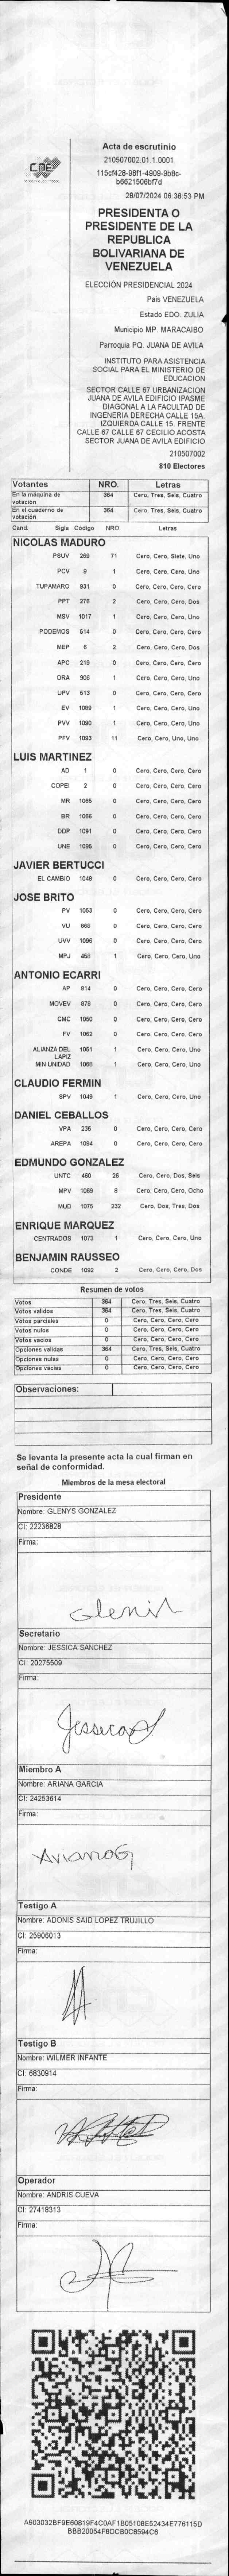 CNE
Acta de escrutinio
210507002.01.1.0001
115cf428-98f1-4909-9b8c-
b6621506bf7d
28/07/2024 06:36:53 PM
PRESIDENTA O
PRESIDENTE DE LA
REPUBLICA
BOLIVARIANA DE
VENEZUELA
ELECCIÓN PRESIDENCIAL 2024
País VENEZUELA
Estado EDO. ZULIA
Municipio MP. MARACAIBO
Parroquia PQ. JUANA DE AVILA
INSTITUTO PARA ASISTENCIA
SOCIAL PARA EL MINISTERIO DE
EDUCACION
SECTOR CALLE 67 URBANIZACION
JUANA DE AVILA EDIFICIO IPASME
DIAGONAL A LA FACULTAD DE
INGENERIA DERECHA CALLE 15A.
IZQUIERDA CALLE 15. FRENTE
CALLE 67 CALLE 67 CECILIO ACOSTA
SECTOR JUANA DE AVILA EDIFICIO
210507002
810 Electores
Votantes NRO. Letras
En la máquina de votación 364 Cero, Tres, Seis, Cuatro
En el cuaderno de votación 364 Cero, Tres, Seis, Cuatro
Cand. Sigla Código NRO. Letras
NICOLAS MADURO
PSUV 269 71 Cero, Cero, Siete, Uno
PCV 9 1 Cero, Cero, Cero, Uno
TUPAMARO 931 0 Cero, Cero, Cero, Cero
PPT 276 2 Cero, Cero, Cero, Dos
MSV 1017 1 Cero, Cero, Cero, Uno
PODEMOS 514 0 Cero, Cero, Cero, Cero
MEP 6 2 Cero, Cero, Cero, Dos
APC 219 0 Cero, Cero, Cero, Cero
ORA 906 1 Cero, Cero, Cero, Uno
UPV 513 0 Cero, Cero, Cero, Cero
EV 1089 1 Cero, Cero, Cero, Uno
PVV 1090 1 Cero, Cero, Cero, Uno
PFV 1093 11 Cero, Cero, Uno, Uno
LUIS MARTINEZ
AD 1 0 Cero, Cero, Cero, Cero
COPEI 2 0 Cero, Cero, Cero, Cero
MR 1065 0 Cero, Cero, Cero, Cero
BR 1066 0 Cero, Cero, Cero, Cero
DDP 1091 0 Cero, Cero, Cero, Cero
UNE 1095 0 Cero, Cero, Cero, Cero
JAVIER BERTUCCI
EL CAMBIO 1048 0 Cero, Cero, Cero, Cero
JOSE BRITO
PV 1053 0 Cero, Cero, Cero, Cero
VU 869 0 Cero, Cero, Cero, Cero
UVV 1096 0 Cero, Cero, Cero, Cero
MPJ 458 1 Cero, Cero, Cero, Uno
ANTONIO ECARRI
AP 814 0 Cero, Cero, Cero, Cero
MOVEV 878 0 Cero, Cero, Cero, Cero
CMC 1050 0 Cero, Cero, Cero, Cero
FV 1062 0 Cero, Cero, Cero, Cero
ALIANZA DEL LAPIZ 1051 1 Cero, Cero, Cero, Uno
MIN UNIDAD 1068 1 Cero, Cero, Cero, Uno
CLAUDIO FERMIN
SPV 1049 1 Cero, Cero, Cero, Uno
DANIEL CEBALLOS
VPA 236 0 Cero, Cero, Cero, Cero
AREPA 1094 0 Cero, Cero, Cero, Cero
EDMUNDO GONZALEZ
UNTC 460 26 Cero, Cero, Dos, Seis
MPV 1069 8 Cero, Cero, Cero, Ocho
MUD 1075 232 Cero, Dos, Tres, Dos
ENRIQUE MARQUEZ
CENTRADOS 1073 1 Cero, Cero, Cero, Uno
BENJAMIN RAUSSEO
CONDE 1092 2 Cero, Cero, Cero, Dos
Resumen de votos
Votos 364 Cero, Tres, Seis, Cuatro
Votos validos 364 Cero, Tres, Seis, Cuatro
Votos parciales 0 Cero, Cero, Cero, Cero
Votos nulos 0 Cero, Cero, Cero, Cero
Votos vacios 0 Cero, Cero, Cero, Cero
Opciones validas 364 Cero, Tres, Seis, Cuatro
Opciones nulas 0 Cero, Cero, Cero, Cero
Opciones vacias 0 Cero, Cero, Cero, Cero
Observaciones:
Se levanta la presente acta la cual firman en
señal de conformidad.
Miembros de la mesa electoral
Presidente
Nombre: GLENYS GONZALEZ
CI: 22236828
Firma:
Glenis
Secretario
Nombre: JESSICA SANCHEZ
CI: 20275509
Firma:
Jessica S
Miembro A
Nombre: ARIANA GARCIA
CI: 24253614
Firma:
Ariana G
Testigo A
Nombre: ADONIS SAID LOPEZ TRUJILLO
CI: 25906013
Firma:
Testigo B
Nombre: WILMER INFANTE
CI: 6830914
Firma:
Operador
Nombre: ANDRIS CUEVA
CI: 27418313
Firma:
A903032BF9E60B19F4C0AF1B05108E52434E776115D
BBB20054F8DCB0C8594C6